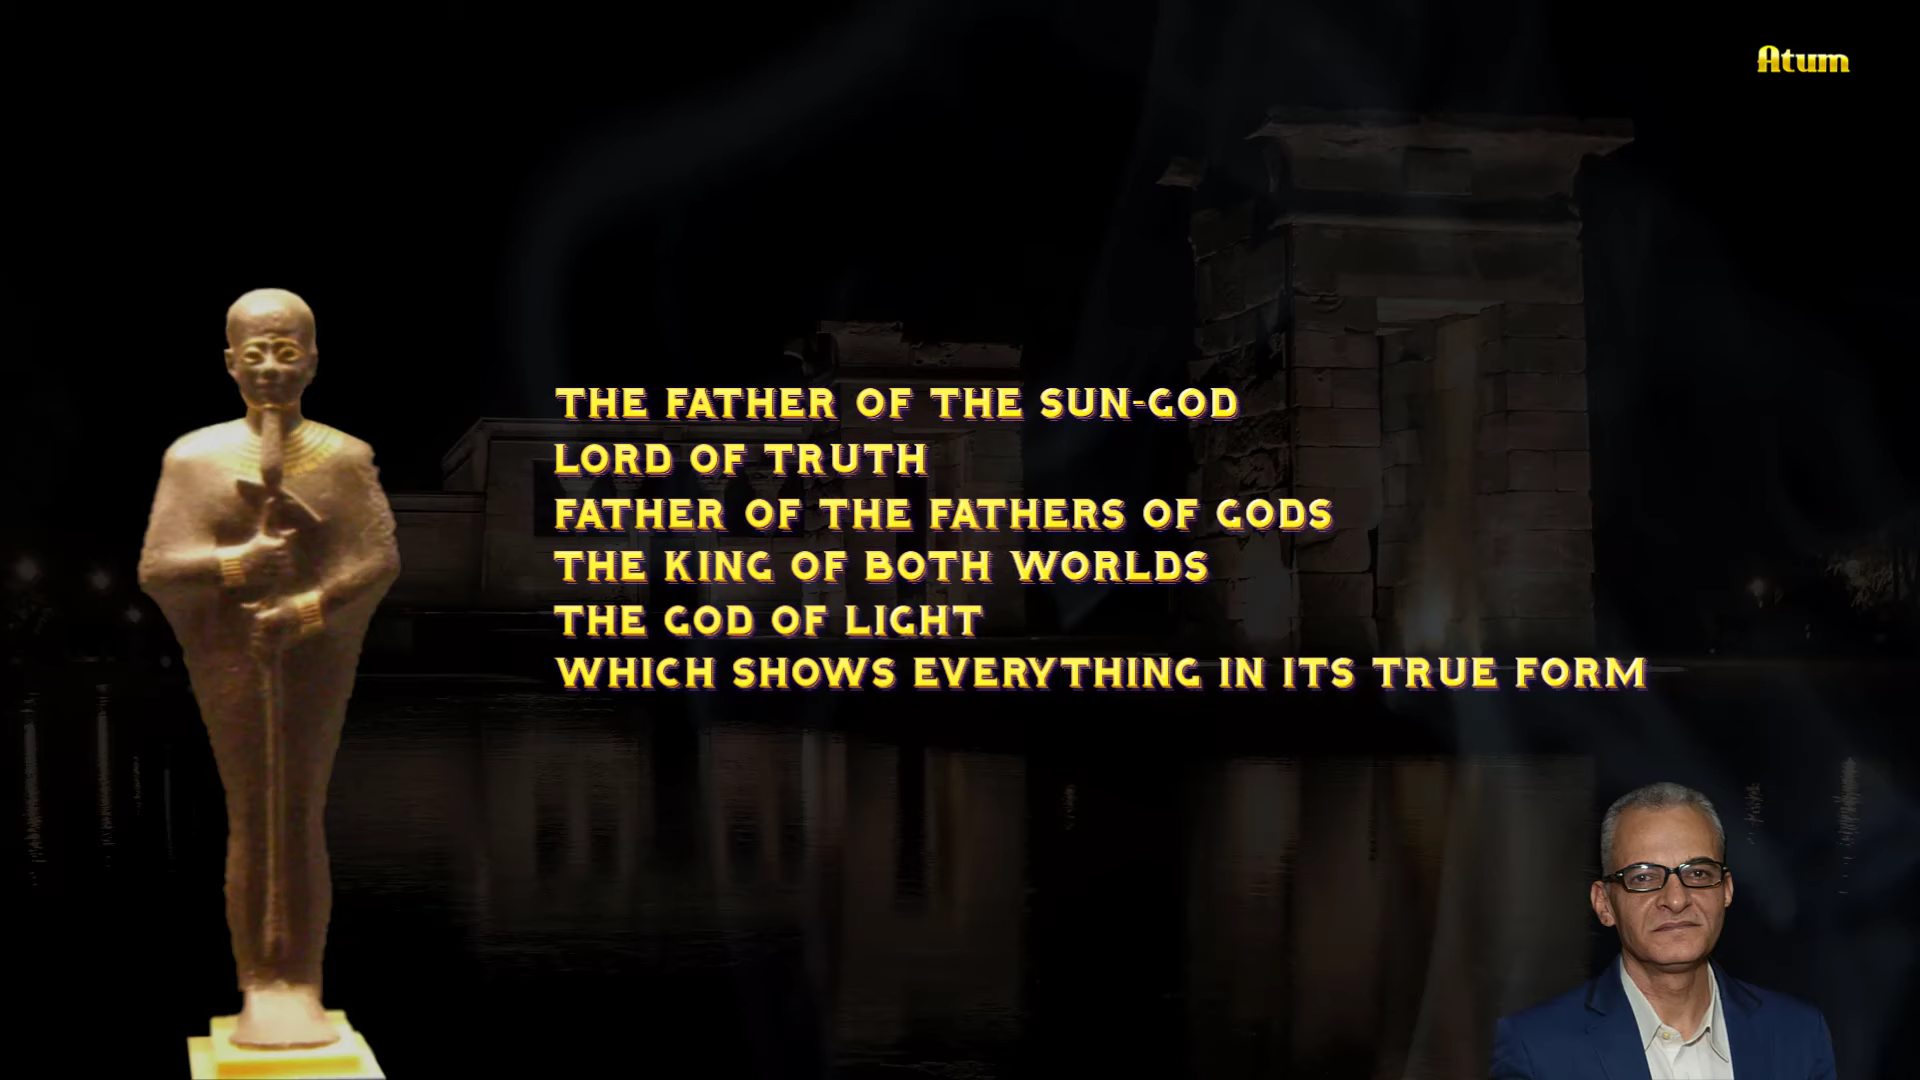 Atum
THE FATHER OF THE SUN-GOD
LORD OF TRUTH
FATHER OF THE FATHERS OF GODS
THE KING OF BOTH WORLDS
THE GOD OF LIGHT
WHICH SHOWS EVERYTHING IN ITS TRUE FORM